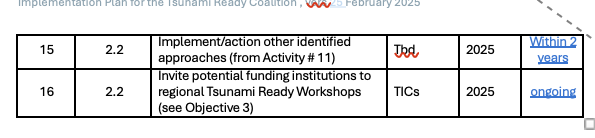 Implementation Plan for the Tsunami Ready Coalition , Vers 25 February 2025
15 2.2 Implement/action other identified approaches (from Activity # 11) Tbd 2025 Within 2 years
16 2.2 Invite potential funding institutions to regional Tsunami Ready Workshops (see Objective 3) TICs 2025 ongoing